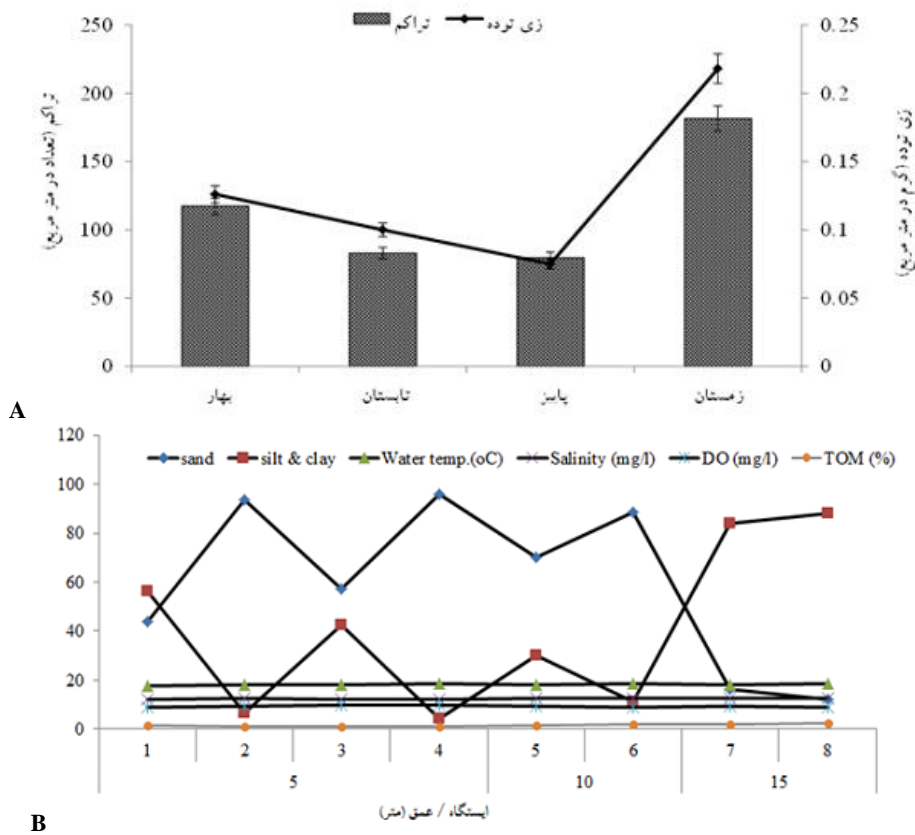 A
تراکم
زی توده
250
200
150
100
50
0
تراکم (تعداد در متر مربع)
0.25
0.2
0.15
0.1
0.05
0
زی توده (گرم در متر مربع)
بهار
تابستان
پاییز
زمستان
120
100
80
60
40
20
0
sand
silt & clay
Water temp.(oC)
Salinity (mg/l)
DO (mg/l)
TOM (%)
1 2 3 4 5 6 7 8
5 10 15
ایستگاه / عمق (متر)
B